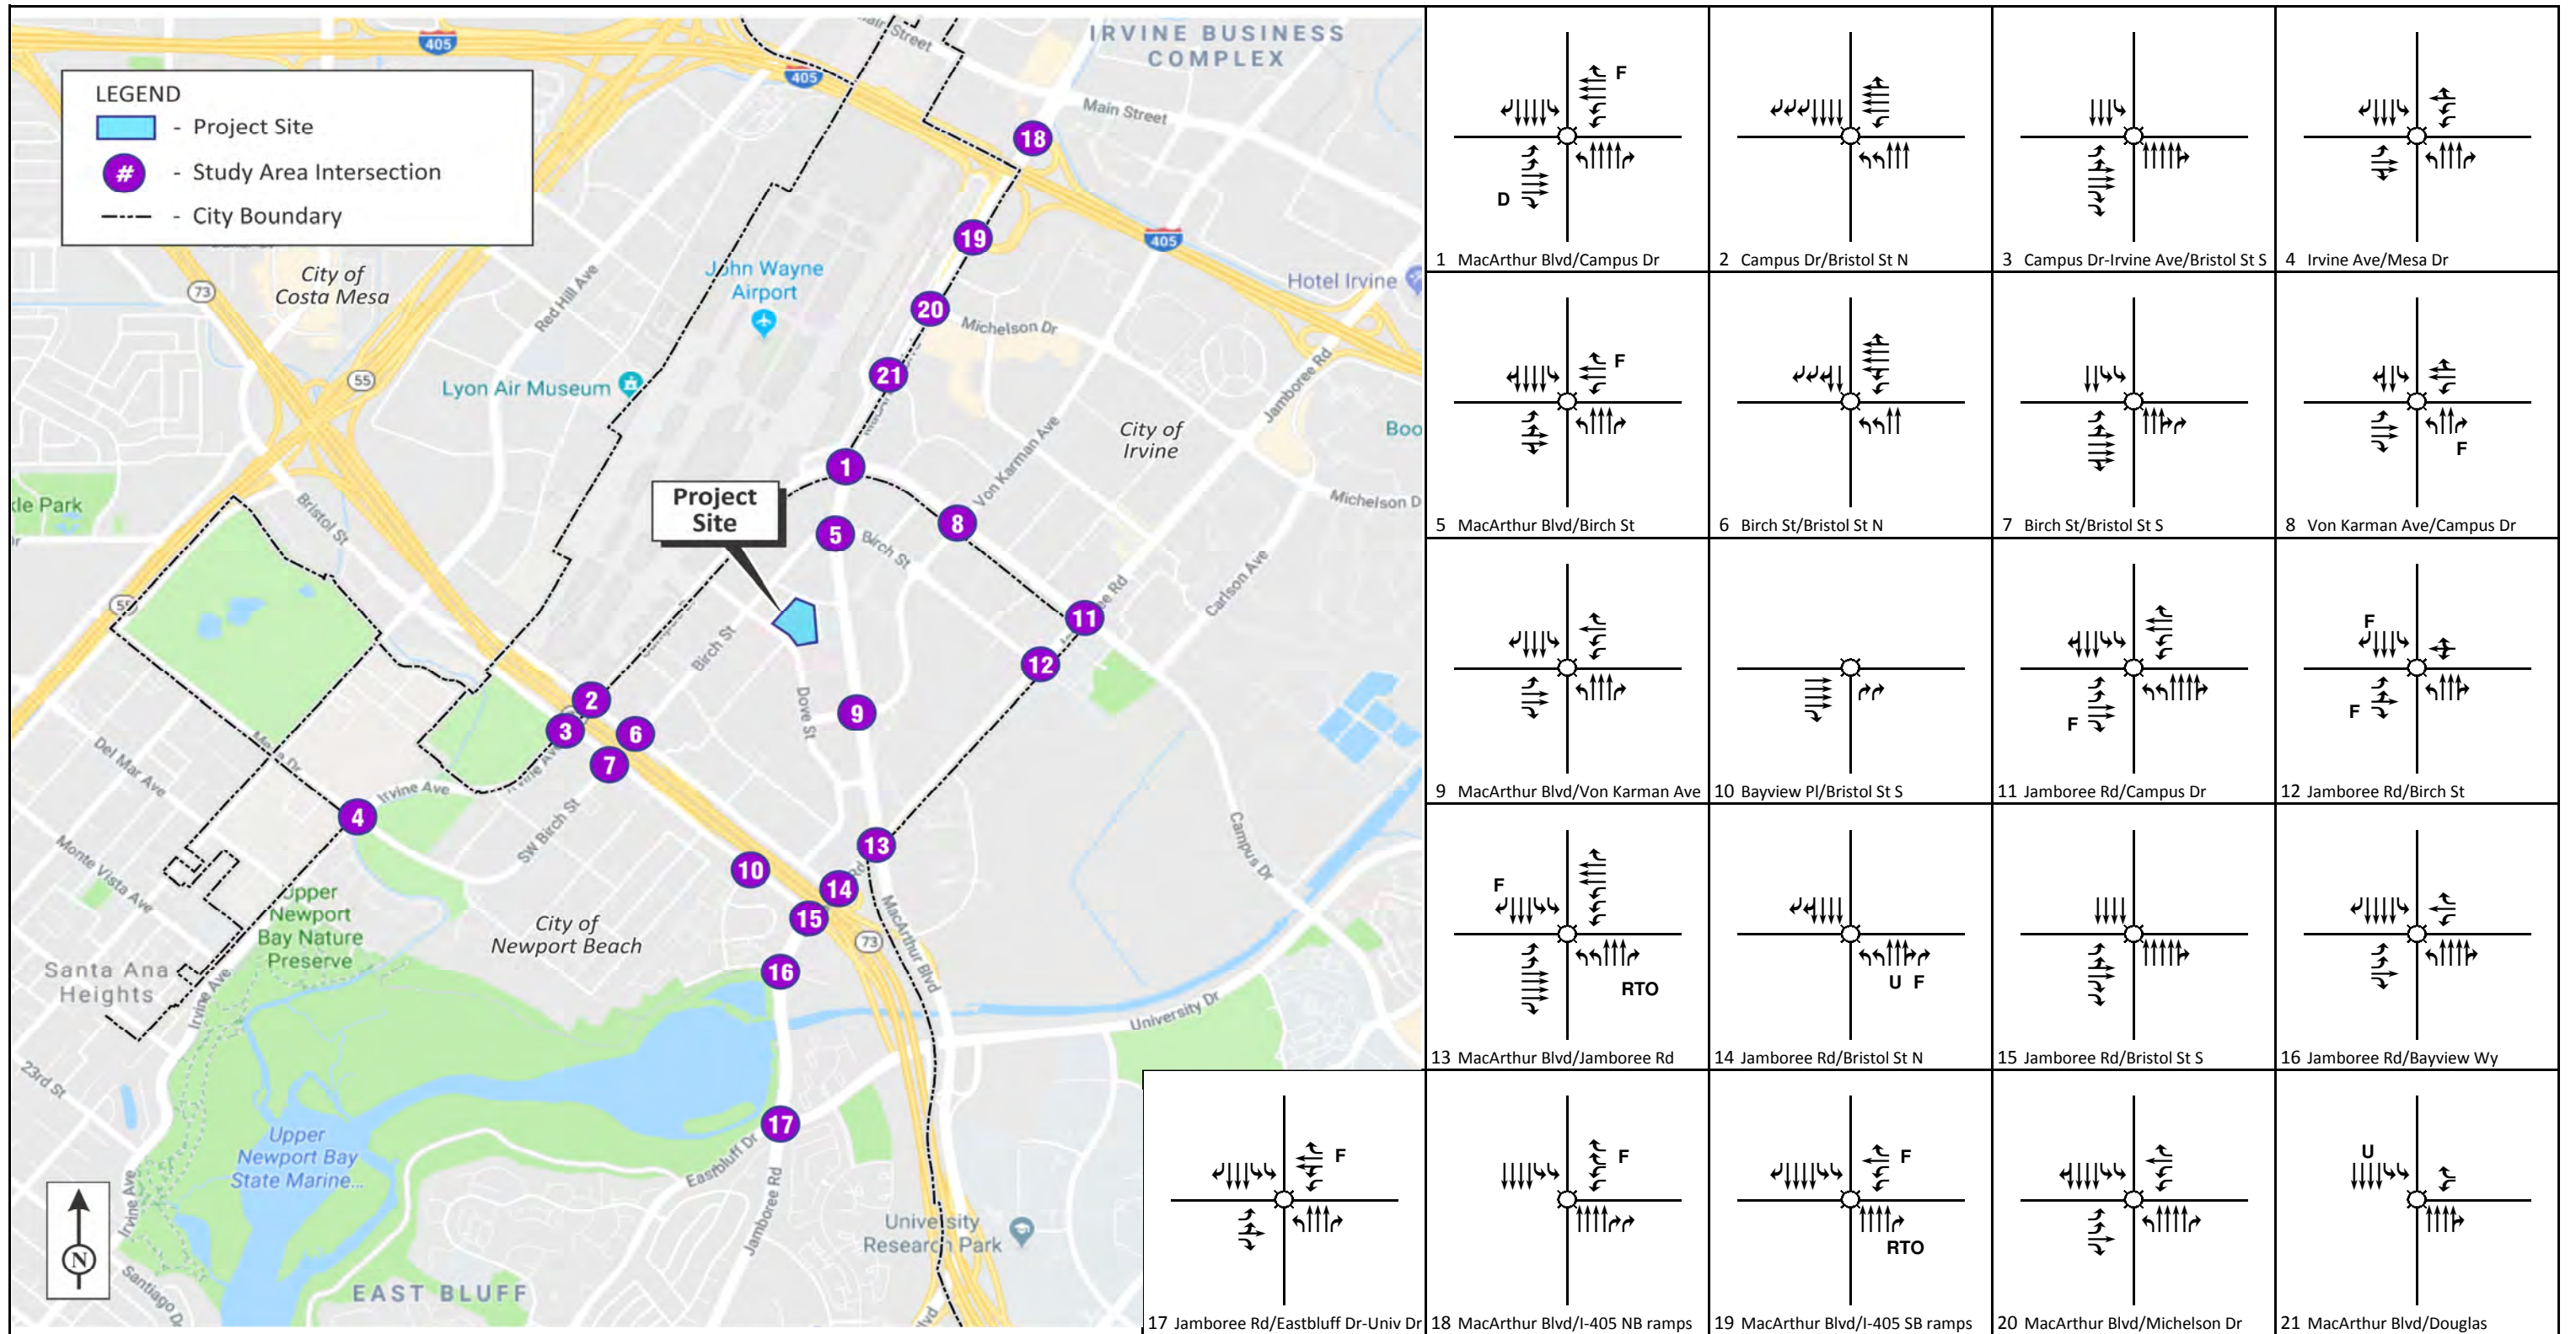 LEGEND
- Project Site
# - Study Area Intersection
- City Boundary
405
405
405
IRVINE BUSINESS
COMPLEX
Main Street
Street
18
19
20
21
1
8
5
11
12
9
2
3
6
7
4
10
13
14
15
16
17
City of
Costa Mesa
73
55
Red Hill Ave
John Wayne
Airport
Lyon Air Museum
Hotel Irvine
Michelson Dr
Jamboree Rd
Von Karman Ave
City of
Irvine
Boo
Michelson D
Project
Site
Park
Bristol St
Birch St
Carlson Ave
Birch St
Dove St
Del Mar Ave
Irvine Ave
SW Birch St
Monte Vista Ave
Campus Dr
Upper
Newport
Bay Nature
Preserve
City of
Newport Beach
MacArthur Blvd
73
Santa Ana
Heights
Irvine Ave
University Dr
23rd St
Upper
Newport Bay
State Marine...
Eastbluff Dr
Jamboree Rd
Irvine Ave
University
Research Park
Santiago Dr
EAST BLUFF
N
F
D
1 MacArthur Blvd/Campus Dr
2 Campus Dr/Bristol St N
3 Campus Dr-Irvine Ave/Bristol St S
4 Irvine Ave/Mesa Dr
F
5 MacArthur Blvd/Birch St
6 Birch St/Bristol St N
7 Birch St/Bristol St S
F
8 Von Karman Ave/Campus Dr
9 MacArthur Blvd/Von Karman Ave
10 Bayview Pl/Bristol St S
F
11 Jamboree Rd/Campus Dr
F
F
12 Jamboree Rd/Birch St
F
RTO
13 MacArthur Blvd/Jamboree Rd
U F
14 Jamboree Rd/Bristol St N
15 Jamboree Rd/Bristol St S
16 Jamboree Rd/Bayview Wy
F
17 Jamboree Rd/Eastbluff Dr-Univ Dr
F
18 MacArthur Blvd/I-405 NB ramps
F
RTO
19 MacArthur Blvd/I-405 SB ramps
20 MacArthur Blvd/Michelson Dr
U
21 MacArthur Blvd/Douglas